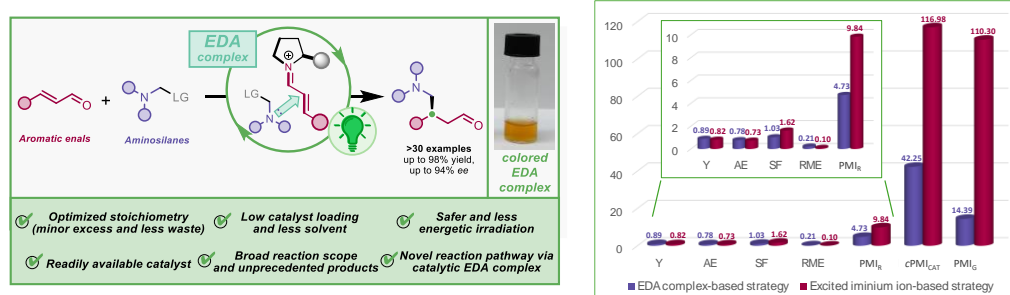 EDA
complex
N
+
LG
N
Aromatic enals
+
N
LG
Aminosilanes
O
N
O
>30 examples
up to 98% yield,
up to 94% ee
colored
EDA
complex
Optimized stoichiometry
(minor excess and less waste)
Low catalyst loading
and less solvent
Safer and less
energetic irradiation
Readily available catalyst
Broad reaction scope
and unprecedented products
Novel reaction pathway via
catalytic EDA complex
120
100
80
60
40
20
0
10
8
6
4
2
0
0.89 0.82 0.78 0.73 1.03 1.62 0.21 0.10 4.73 9.84
Y AE SF RME PMIR
0.89 0.82 0.78 0.73 1.03 1.62 0.21 0.10 4.73 9.84 42.25 116.98 14.39 110.30
Y AE SF RME PMIR cPMICAT PMIG
EDA complex-based strategy
Excited iminium ion-based strategy